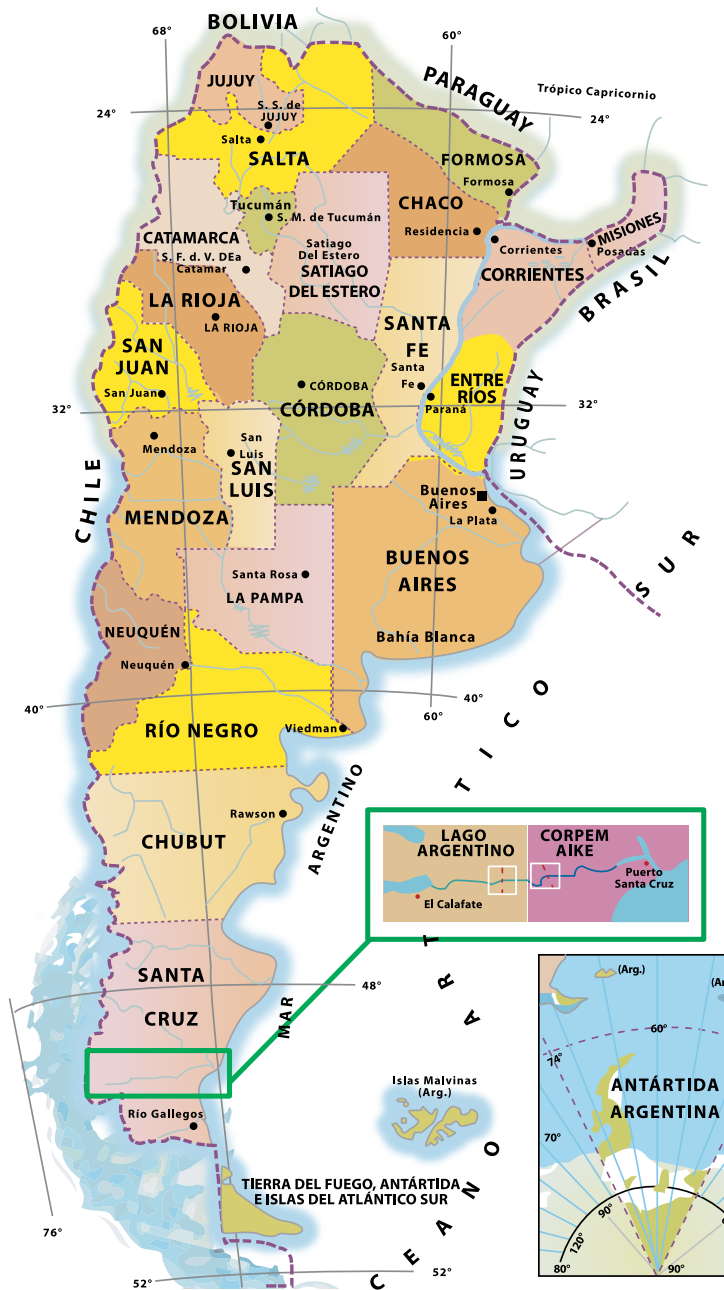 BOLIVIA
68°
60°
JUJUY
PARAGUAY
Trópico Capricornio
24°
24°
S. S. de
JUJUY
Salta
SALTA
FORMOSA
Formosa
CHACO
Tucumán
S. M. de Tucumán
Residencia
Corrientes
MISIONES
Posadas
CATAMARCA
S. F. d. V. DEa
Catamar
Satiago
Del Estero
SATIAGO
DEL ESTERO
CORRIENTES
BRASIL
LA RIOJA
LA RIOJA
SANTA
FE
SAN
JUAN
San Juan
Santa
Fe
CÓRDOBA
CÓRDOBA
ENTRE
RÍOS
Paraná
32°
32°
URUGUAY
Mendoza
San
Luis
SAN
LUIS
CHILE
MENDOZA
Buenos
Aires
La Plata
BUENOS
AIRES
SUR
Santa Rosa
LA PAMPA
NEUQUÉN
Neuquén
Bahía Blanca
40°
40°
60°
RÍO NEGRO
Viedman
CHUBUT
Rawson
MAR ARGENTINO
OCEANO ARTTICO
LAGO
ARGENTINO
CORPEM
AIKE
El Calafate
Puerto
Santa Cruz
SANTA
CRUZ
48°
Río Gallegos
Islas Malvinas
(Arg.)
TIERRA DEL FUEGO, ANTÁRTIDA
E ISLAS DEL ATLÁNTICO SUR
76°
52°
52°
(Arg.)
60°
74°
ANTÁRTIDA
ARGENTINA
70°
90°
120°
80°
90°